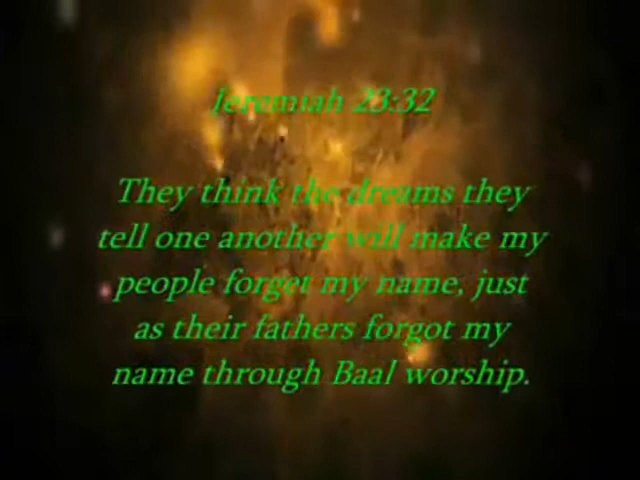 Jeremiah 23:32
They think the dreams they
tell one another will make my
people forget my name, just
as their fathers forgot my
name through Baal worship.